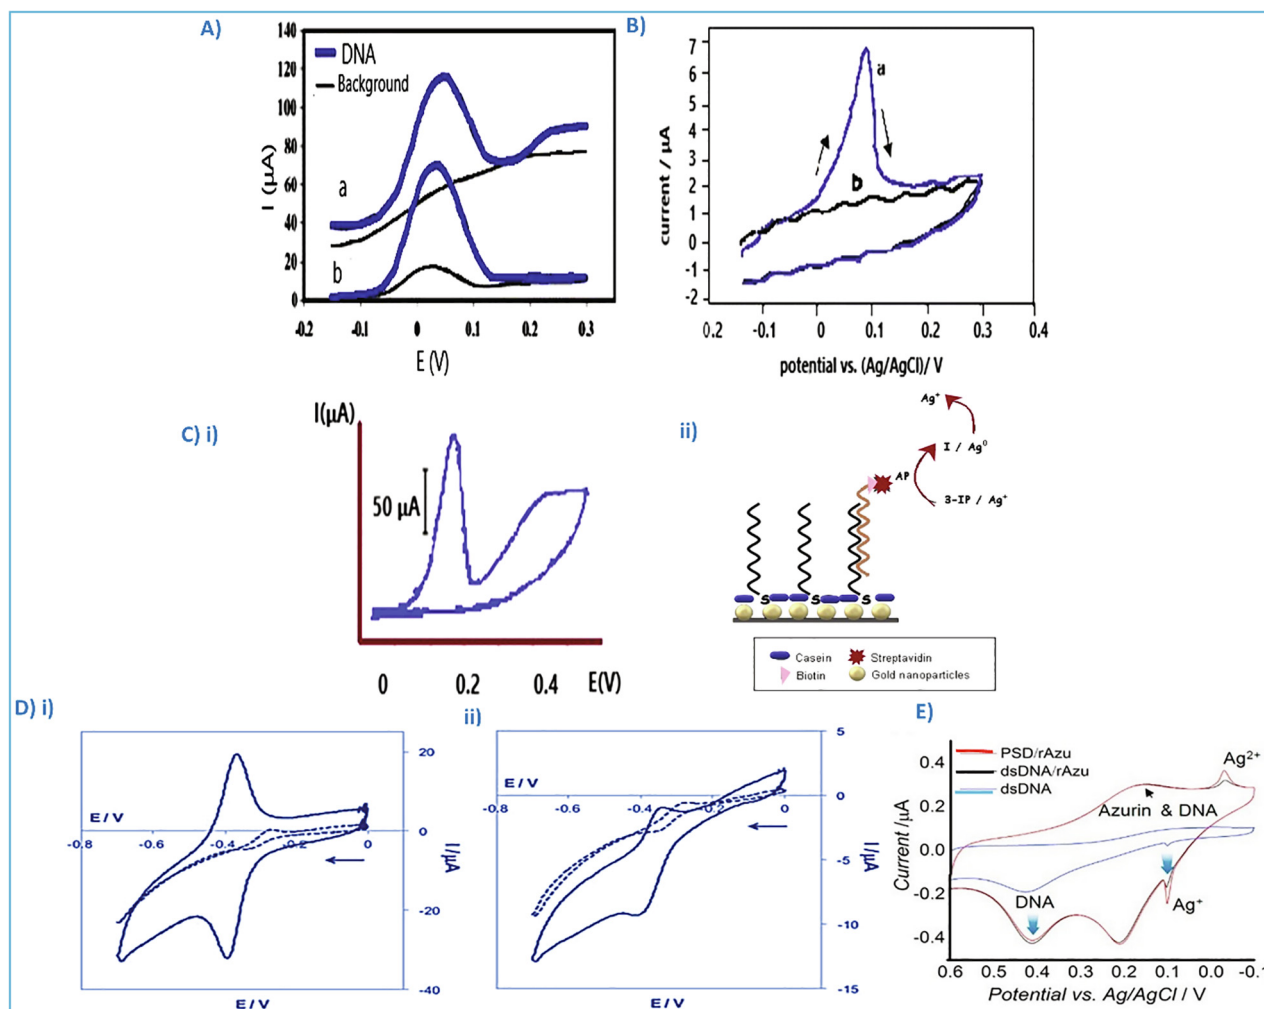 A)
140
120
100
80
60
40
20
0
I (µA)
DNA
Background
a
b
-0.2
-0.1
0
0.1
0.2
0.3
E (V)
B)
7
6
5
4
3
2
1
0
-1
-2
current / µA
a
b
0.2
-0.1
0
0.1
0.2
0.3
0.4
potential vs. (Ag/AgCl)/ V
C) i)
I(µA)
50 µA
0
0.2
0.4
E(V)
ii)
Ag⁺
I / Ag⁰
AP
3-IP / Ag⁺
S
S
S
Casein
Streptavidin
Biotin
Gold nanoparticles
D) i)
E / V
-0.8
-0.6
-0.4
-0.2
0
20
0
-20
-40
I/µA
E / V
ii)
E / V
-0.8
-0.6
-0.4
-0.2
0
5
0
-5
-10
-15
I/µA
E / V
E)
PSD/rAzu
dsDNA/rAzu
dsDNA
Ag²⁺
Azurin & DNA
DNA
Ag⁺
0.4
0.2
0.0
-0.2
-0.4
Current /µA
0.6
0.5
0.4
0.3
0.2
0.1
0.0
-0.1
Potential vs. Ag/AgCl / V